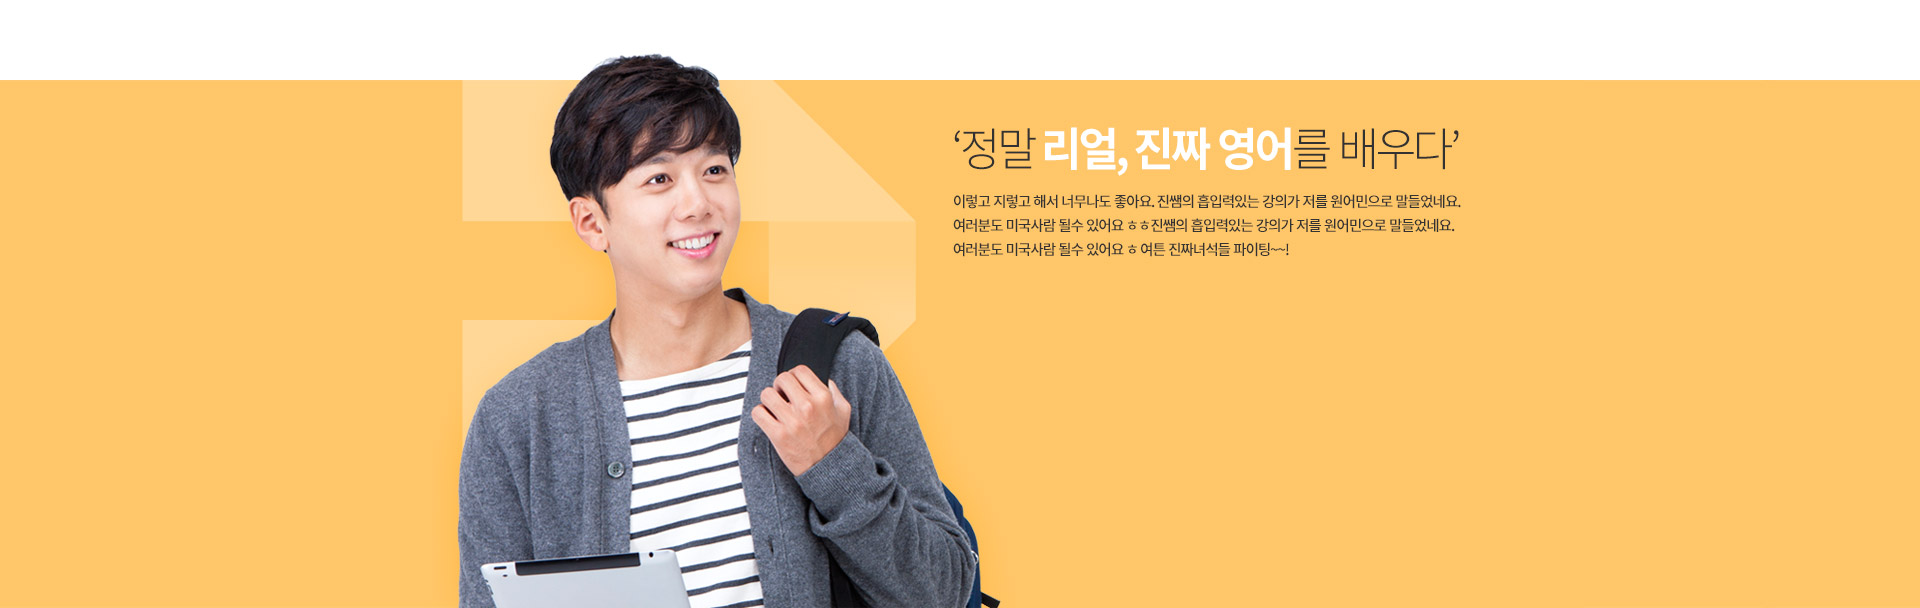 ‘정말 리얼, 진짜 영어를 배우다’
이렇고 지렇고 해서 너무나도 좋아요. 진쌤의 흡입력있는 강의가 저를 원어민으로 말들었네요.
여러분도 미국사람 될수 있어요 ㅎㅎ진쌤의 흡입력있는 강의가 저를 원어민으로 말들었네요.
여러분도 미국사람 될수 있어요 ㅎ 여튼 진짜녀석들 파이팅~~!